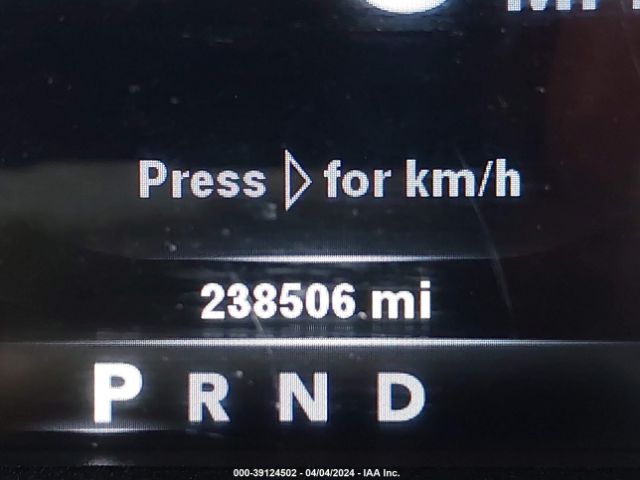 Press ▷ for km/h
238506 mi
P R N D
000-39124502 - 04/04/2024 - IAA Inc.